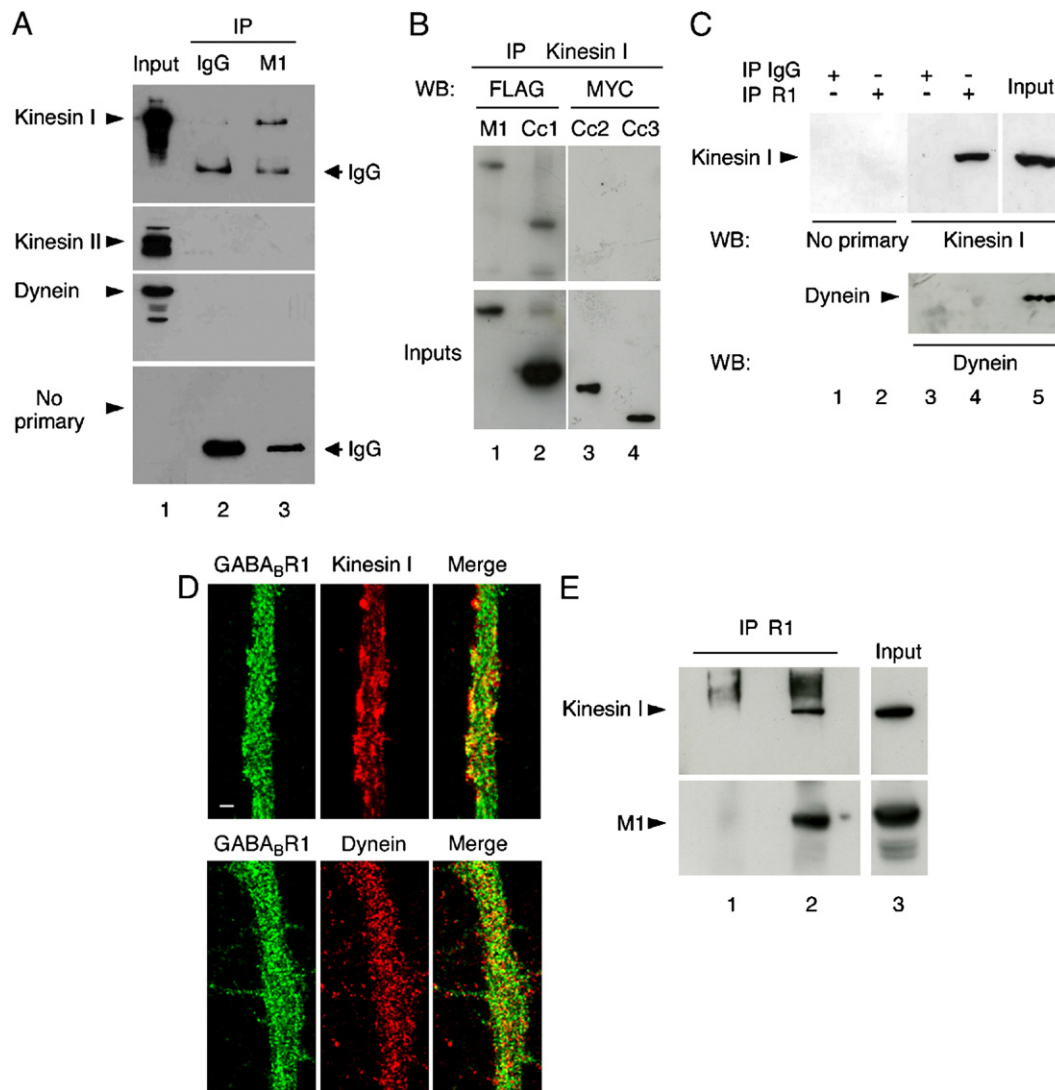 A
IP
Input IgG M1
Kinesin I
IgG
Kinesin II
Dynein
No primary
IgG
1 2 3
B
IP Kinesin I
WB: FLAG MYC
M1 Cc1 Cc2 Cc3
Inputs
1 2 3 4
C
IP IgG + - + -
IP R1 - + - +
Input
Kinesin I
WB: No primary Kinesin I
Dynein
WB: Dynein
1 2 3 4 5
D
GABABR1 Kinesin I Merge
GABABR1 Dynein Merge
E
IP R1
Input
Kinesin I
M1
1 2 3